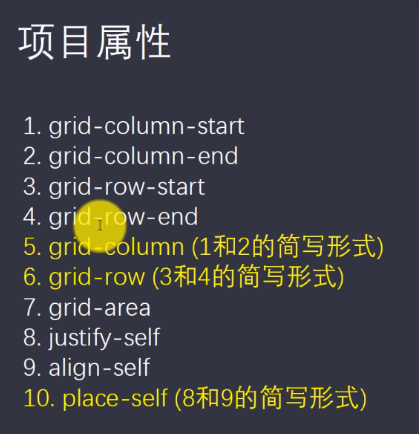 项目属性
1. grid-column-start
2. grid-column-end
3. grid-row-start
4. grid-row-end
5. grid-column (1和2的简写形式)
6. grid-row (3和4的简写形式)
7. grid-area
8. justify-self
9. align-self
10. place-self (8和9的简写形式)